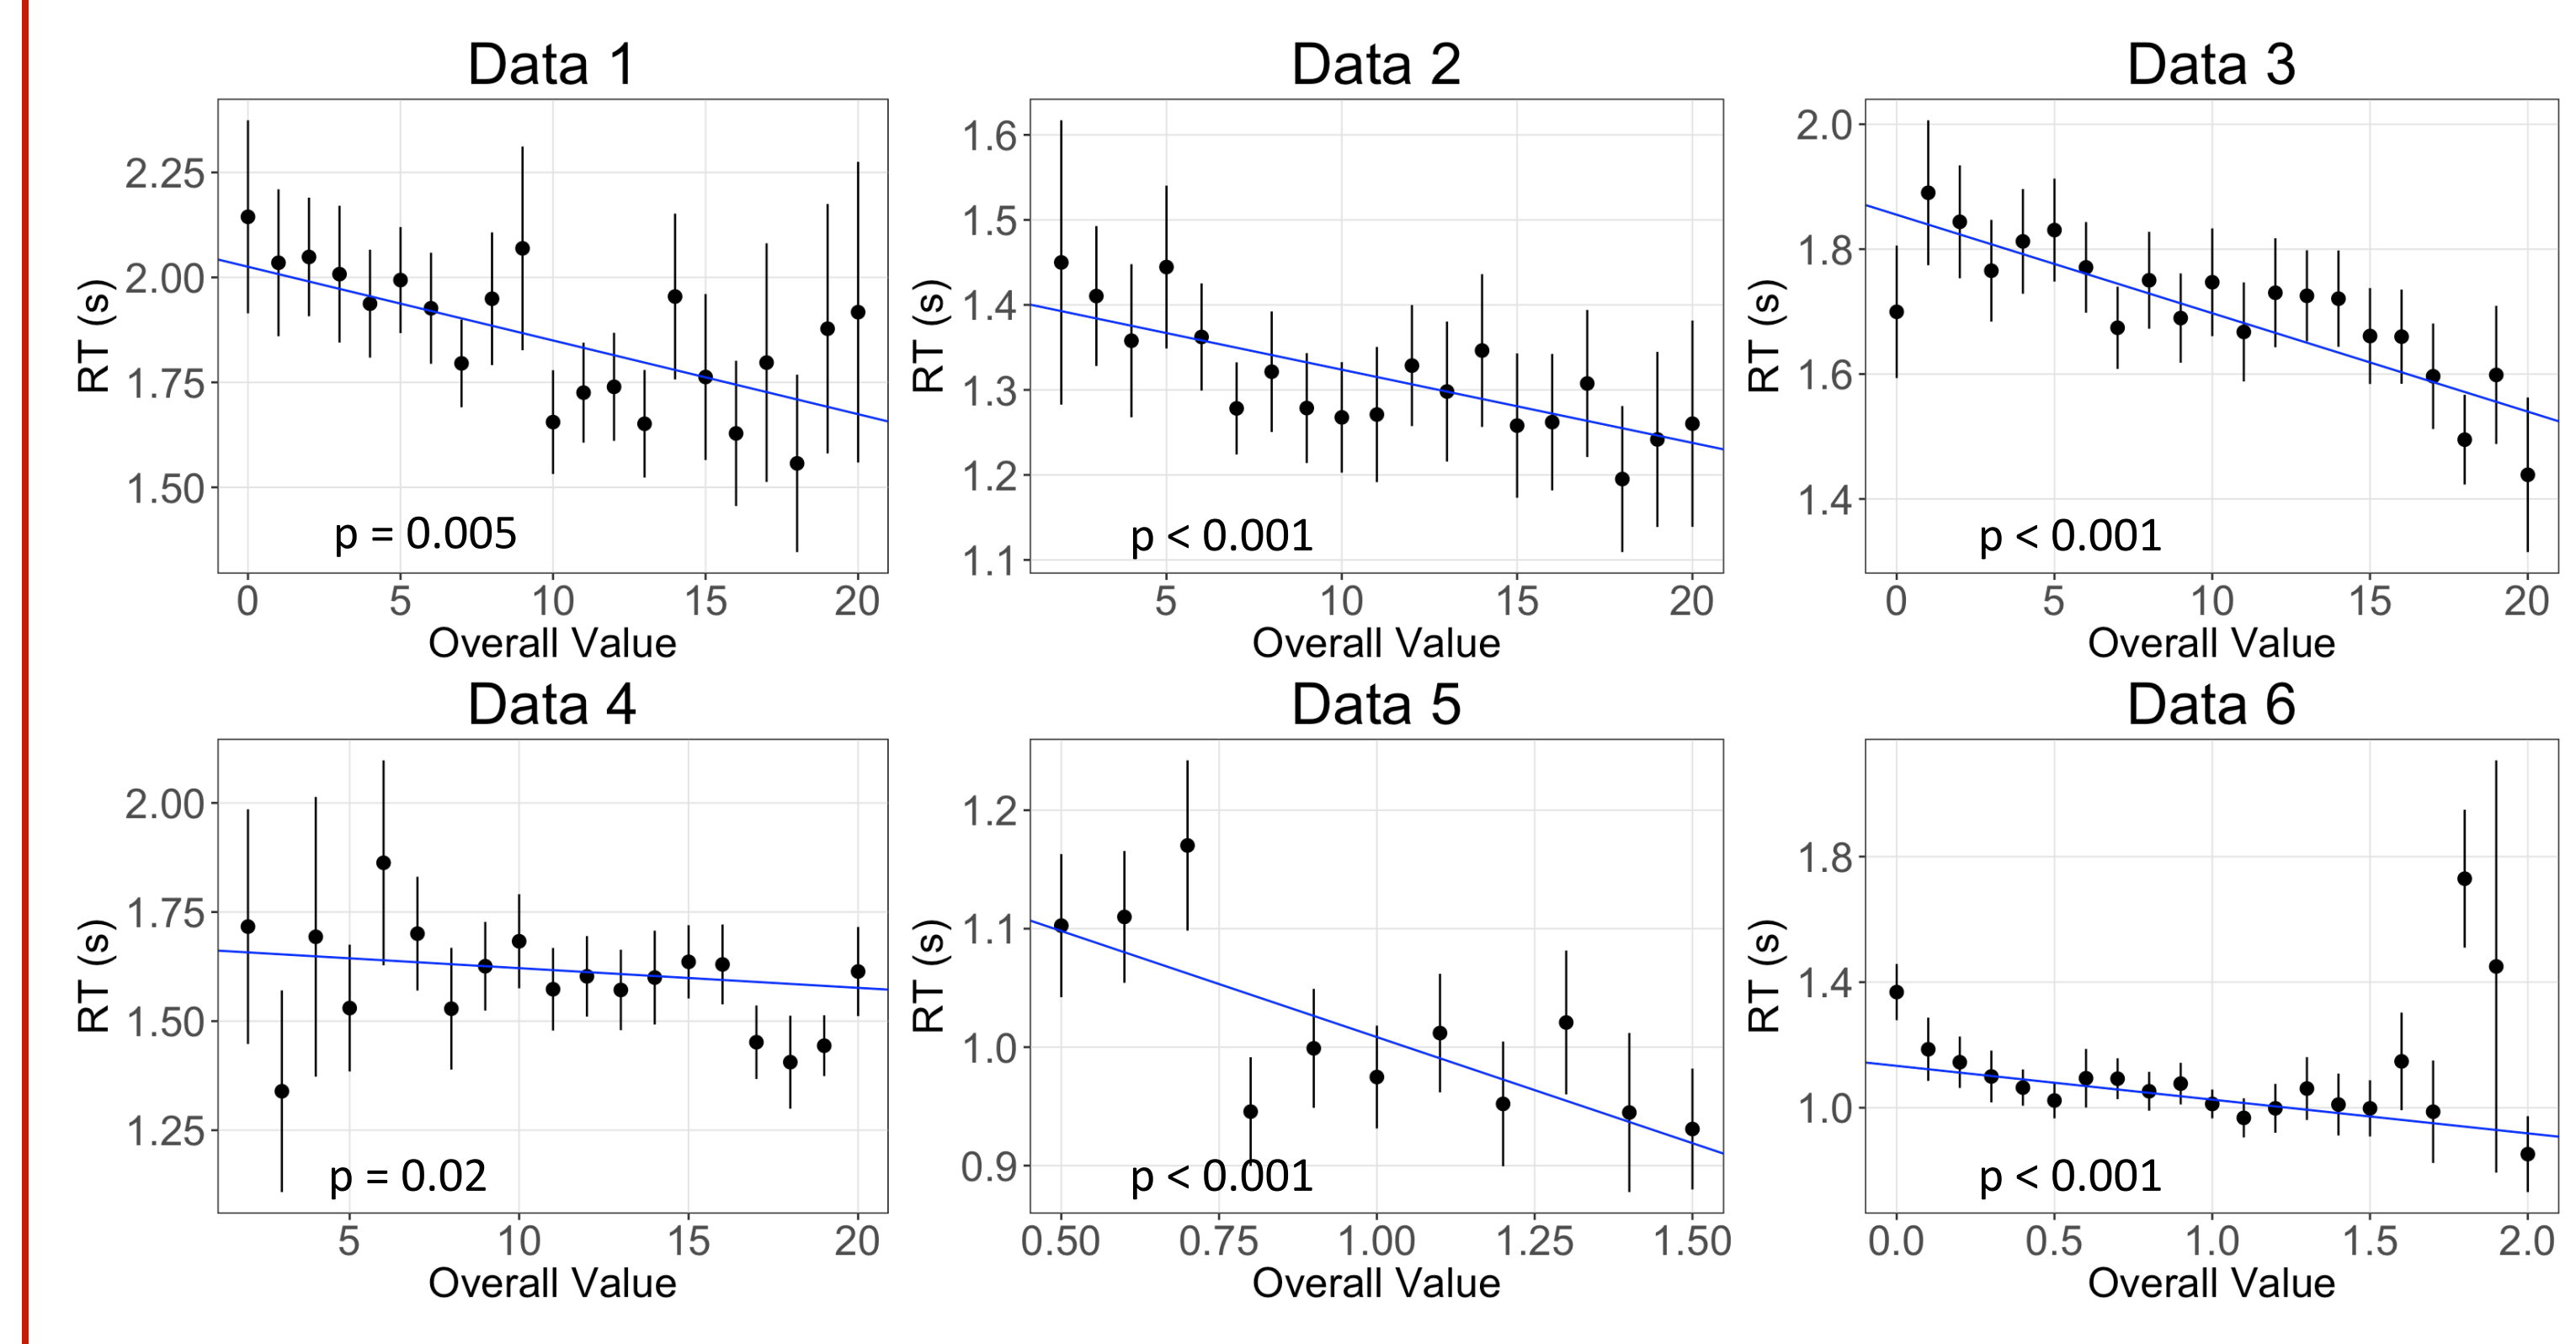 Data 1
2.25
2.00
1.75
1.50
RT (s)
p = 0.005
0 5 10 15 20
Overall Value
Data 2
1.6
1.5
1.4
1.3
1.2
1.1
RT (s)
p < 0.001
5 10 15 20
Overall Value
Data 3
2.0
1.8
1.6
1.4
RT (s)
p < 0.001
0 5 10 15 20
Overall Value
Data 4
2.00
1.75
1.50
1.25
RT (s)
p = 0.02
5 10 15 20
Overall Value
Data 5
1.2
1.1
1.0
0.9
RT (s)
p < 0.001
0.50 0.75 1.00 1.25 1.50
Overall Value
Data 6
1.8
1.4
1.0
RT (s)
p < 0.001
0.0 0.5 1.0 1.5 2.0
Overall Value